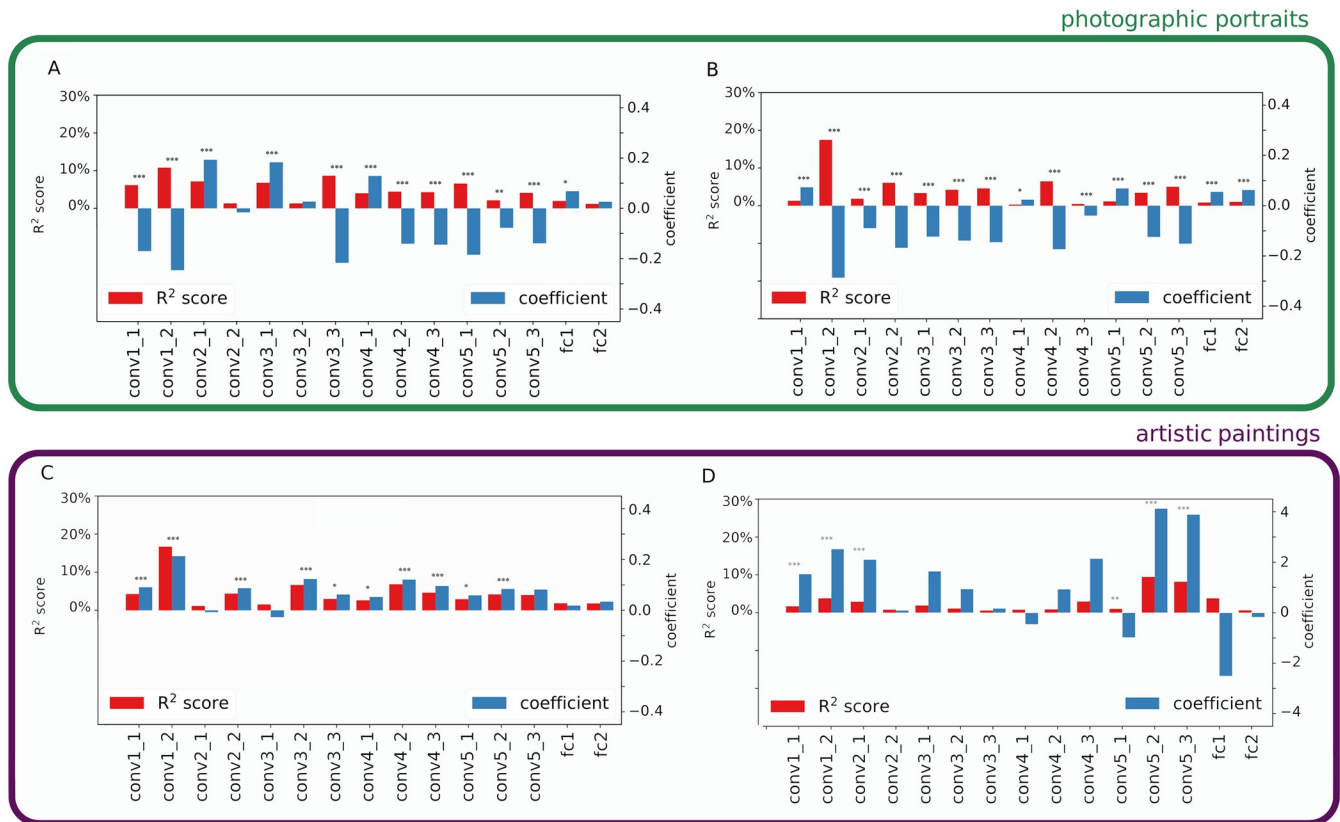 photographic portraits
A
30%
20%
10%
0%
R² score
*** *** *** *** *** *** *** *** *** ** *** *
0.4
0.2
0.0
−0.2
−0.4
coefficient
R² score
coefficient
conv1_1
conv1_2
conv2_1
conv2_2
conv3_1
conv3_2
conv3_3
conv4_1
conv4_2
conv4_3
conv5_1
conv5_2
conv5_3
fc1
fc2
B
30%
20%
10%
0%
R² score
*** *** *** *** *** *** *** * *** *** *** *** *** *** ***
0.4
0.2
0.0
−0.2
−0.4
coefficient
R² score
coefficient
conv1_1
conv1_2
conv2_1
conv2_2
conv3_1
conv3_2
conv3_3
conv4_1
conv4_2
conv4_3
conv5_1
conv5_2
conv5_3
fc1
fc2
artistic paintings
C
30%
20%
10%
0%
R² score
*** *** *** *** * * *** *** * ***
0.4
0.2
0.0
−0.2
−0.4
coefficient
R² score
coefficient
conv1_1
conv1_2
conv2_1
conv2_2
conv3_1
conv3_2
conv3_3
conv4_1
conv4_2
conv4_3
conv5_1
conv5_2
conv5_3
fc1
fc2
D
30%
20%
10%
0%
R² score
*** *** *** ** *** ***
4
2
0
−2
−4
coefficient
R² score
coefficient
conv1_1
conv1_2
conv2_1
conv2_2
conv3_1
conv3_2
conv3_3
conv4_1
conv4_2
conv4_3
conv5_1
conv5_2
conv5_3
fc1
fc2